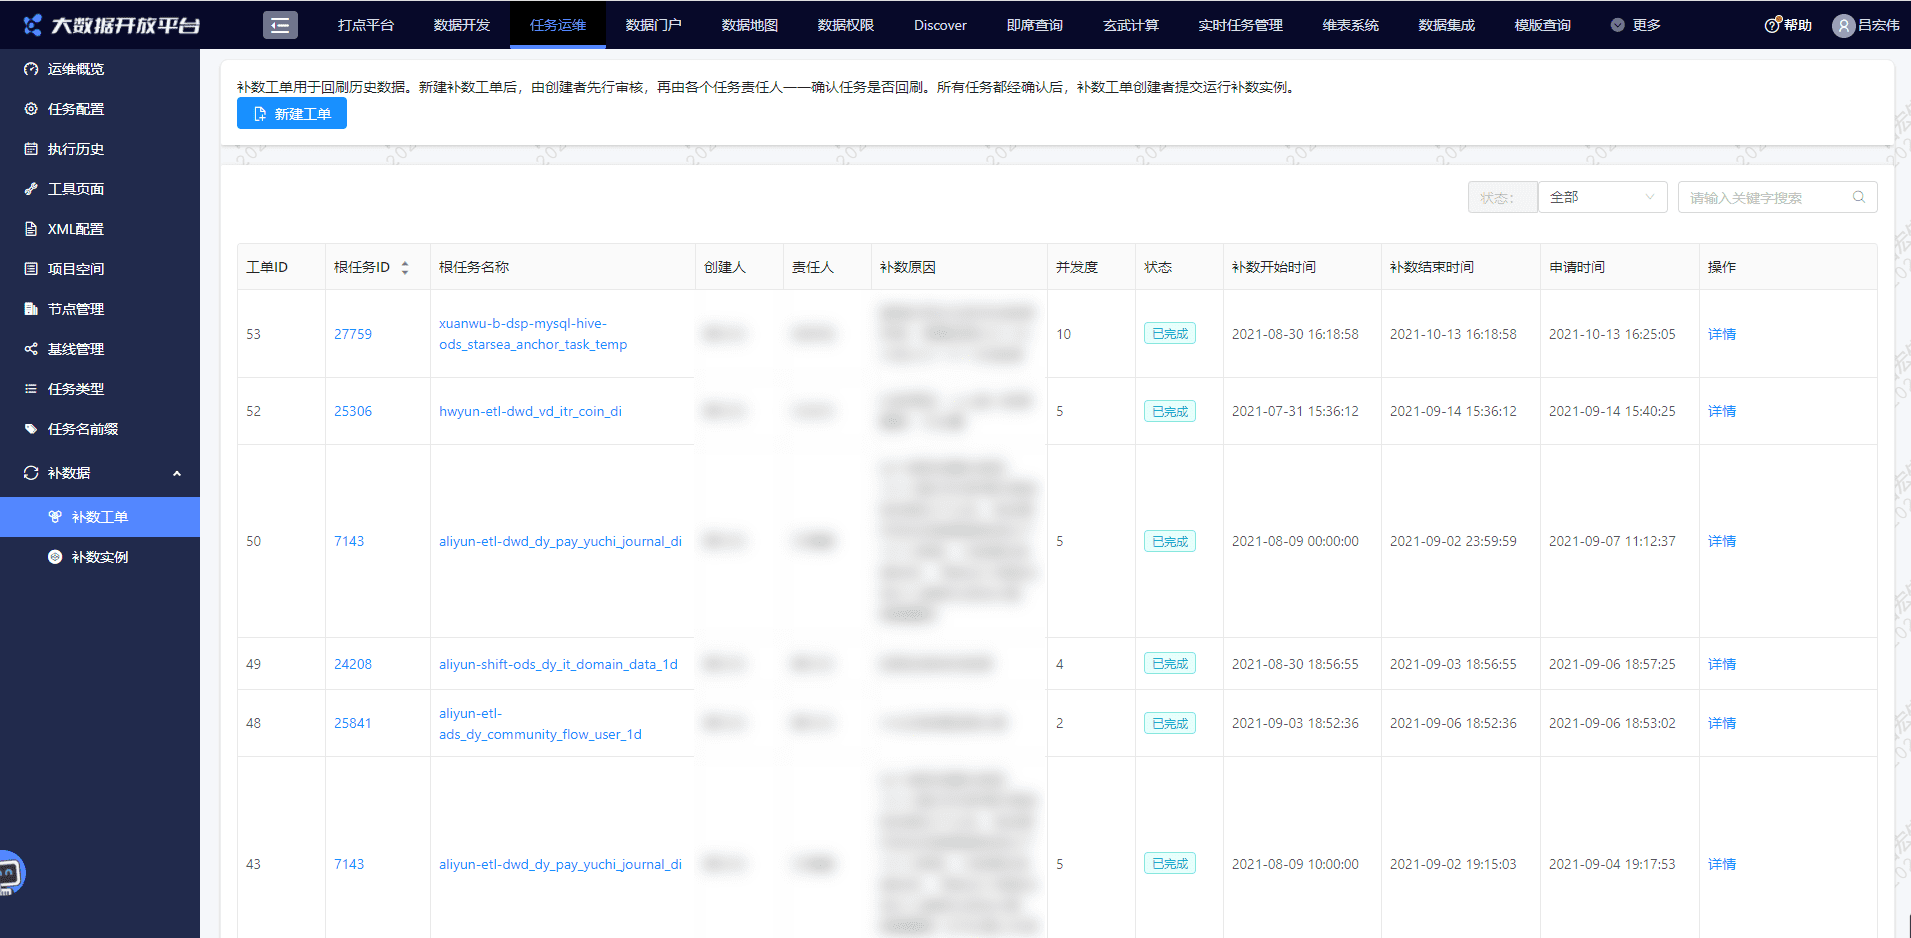 大数据开放平台
打点平台 数据开发 任务运维 数据门户 数据地图 数据权限 Discover 即席查询 玄武计算 实时任务管理 维表系统 数据集成 模版查询 更多 帮助 吕宏伟
运维概览
任务配置
执行历史
工具页面
XML配置
项目空间
节点管理
基线管理
任务类型
任务名前缀
补数据
补数工单
补数实例
补数工单用于回刷历史数据。新建补数工单后，由创建者先行审核，再由各个任务责任人一一确认任务是否回刷。所有任务都经确认后，补数工单创建者提交运行补数实例。
新建工单
状态： 全部 请输入关键字搜索
工单ID 根任务ID 根任务名称 创建人 责任人 补数原因 并发度 状态 补数开始时间 补数结束时间 申请时间 操作
53 27759 xuanwu-b-dsp-mysql-hive-
ods_starsea_anchor_task_temp 10 已完成 2021-08-30 16:18:58 2021-10-13 16:18:58 2021-10-13 16:25:05 详情
52 25306 hwyun-etl-dwd_vd_itr_coin_di 5 已完成 2021-07-31 15:36:12 2021-09-14 15:36:12 2021-09-14 15:40:25 详情
50 7143 aliyun-etl-dwd_dy_pay_yuchi_journal_di 5 已完成 2021-08-09 00:00:00 2021-09-02 23:59:59 2021-09-07 11:12:37 详情
49 24208 aliyun-shift-ods_dy_it_domain_data_1d 4 已完成 2021-08-30 18:56:55 2021-09-03 18:56:55 2021-09-06 18:57:25 详情
48 25841 aliyun-etl-
ads_dy_community_flow_user_1d 2 已完成 2021-09-03 18:52:36 2021-09-06 18:52:36 2021-09-06 18:53:02 详情
43 7143 aliyun-etl-dwd_dy_pay_yuchi_journal_di 5 已完成 2021-08-09 10:00:00 2021-09-02 19:15:03 2021-09-04 19:17:53 详情